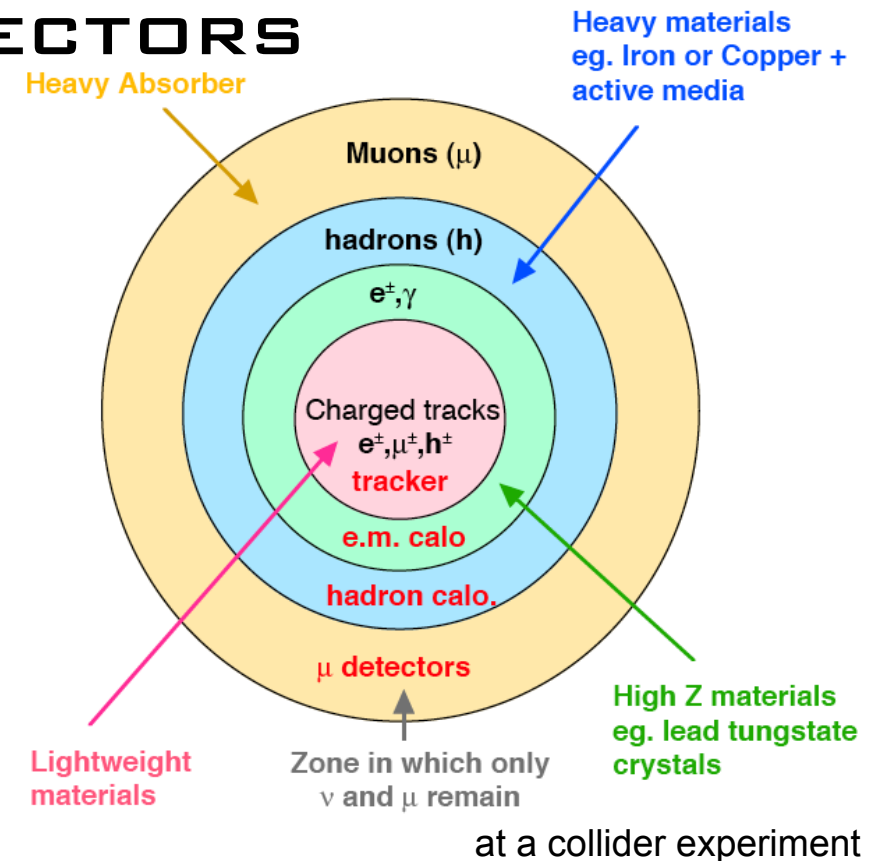 ECTORS
Heavy Absorber
Heavy materials
eg. Iron or Copper +
active media
Muons (μ)
hadrons (h)
e±,γ
Charged tracks
e±,μ±,h±
tracker
e.m. calo
hadron calo.
μ detectors
Lightweight
materials
Zone in which only
ν and μ remain
High Z materials
eg. lead tungstate
crystals
at a collider experiment